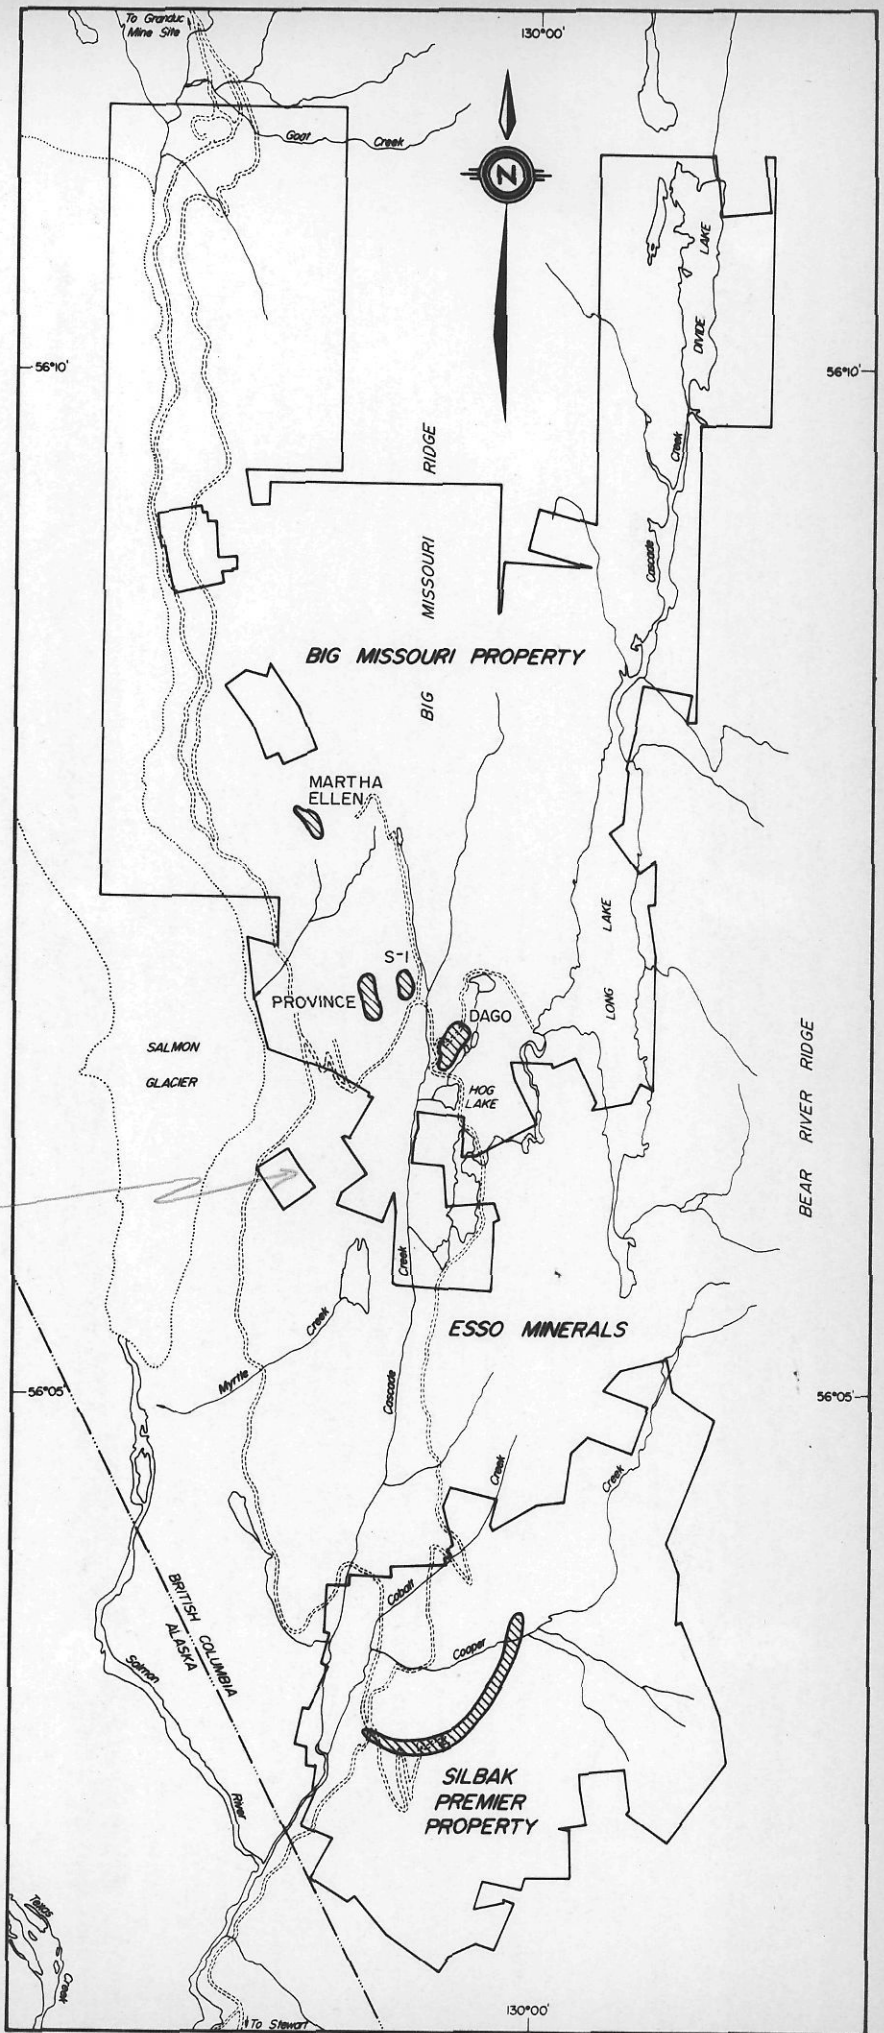 To Granduc
Mine Site
130°00'
Goat Creek
N
LAKE
DIVIDE
56°10'
56°10'
RIDGE
Creek
MISSOURI
Cascade
BIG MISSOURI PROPERTY
BIG
MARTHA
ELLEN
LAKE
S-1
PROVINCE
DAGO
LONG
SALMON
GLACIER
HOG
LAKE
BEAR RIVER RIDGE
Creek
ESSO MINERALS
Myrtle Creek
Cascade
56°05'
56°05'
Creek
Creek
BRITISH COLUMBIA
ALASKA
Cobalt
Cooper
Salmon
River
SILBAK
PREMIER
PROPERTY
Texas
Creek
To Stewart
130°00'